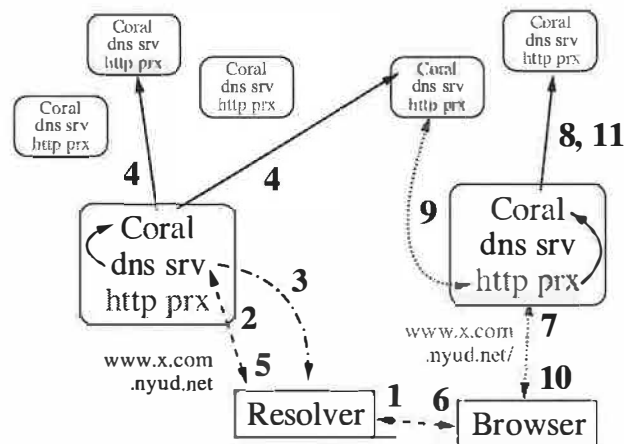 Coral
dns srv
http prx
Coral
dns srv
http prx
Coral
dns srv
http prx
Coral
dns srv
http prx
Coral
dns srv
http prx
4
4
8, 11
9
Coral
dns srv
http prx
Coral
dns srv
http prx
3
2
7
www.x.com
.nyud.net
5
www.x.com
.nyud.net/
10
1
6
Resolver
Browser